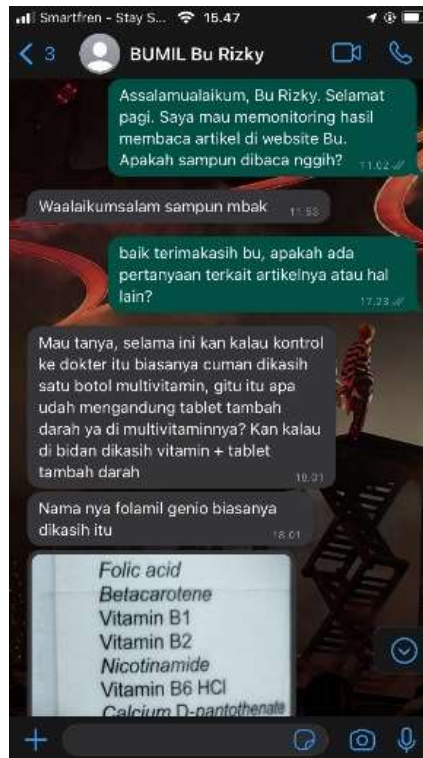 Smartfren - Stay S... 15.47
3 BUMIL Bu Rizky
Assalamualaikum, Bu Rizky. Selamat
pagi. Saya mau memonitoring hasil
membaca artikel di website Bu.
Apakah sampun dibaca nggih? 11.02
Waalaikumsalam sampun mbak 11.53
baik terimakasih bu, apakah ada
pertanyaan terkait artikelnya atau hal
lain?
17.23
Mau tanya, selama ini kan kalau kontrol
ke dokter itu biasanya cuman dikasih
satu botol multivitamin, gitu itu apa
udah mengandung tablet tambah
darah ya di multivitaminnya? Kan kalau
di bidan dikasih vitamin + tablet
tambah darah
18.01
Nama nya folamil genio biasanya
dikasih itu 18.01
Folic acid
Betacarotene
Vitamin B1
Vitamin B2
Nicotinamide
Vitamin B6 HCl
Calcium D-pantothenate